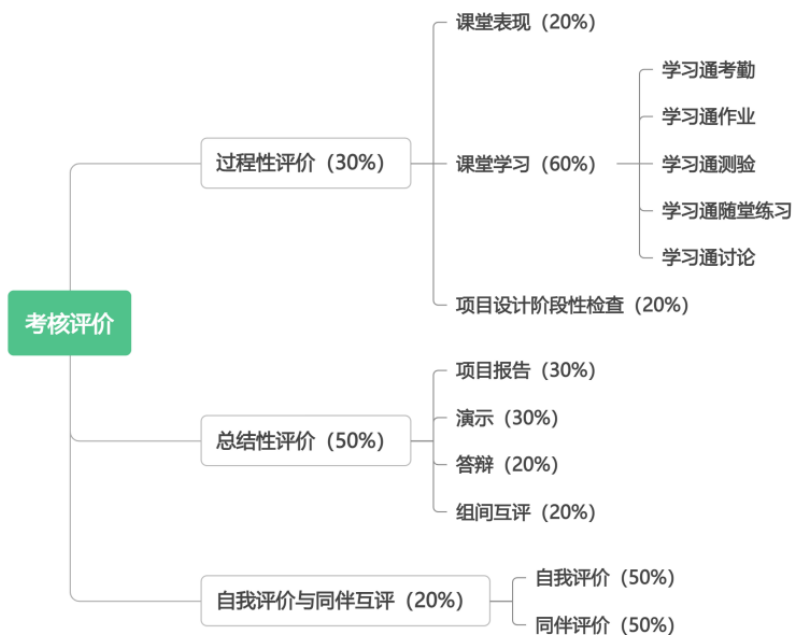 考核评价
过程性评价（30%）
课堂表现（20%）
课堂学习（60%）
学习通考勤
学习通作业
学习通测验
学习通随堂练习
学习通讨论
项目设计阶段性检查（20%）
总结性评价（50%）
项目报告（30%）
演示（30%）
答辩（20%）
组间互评（20%）
自我评价与同伴互评（20%）
自我评价（50%）
同伴评价（50%）